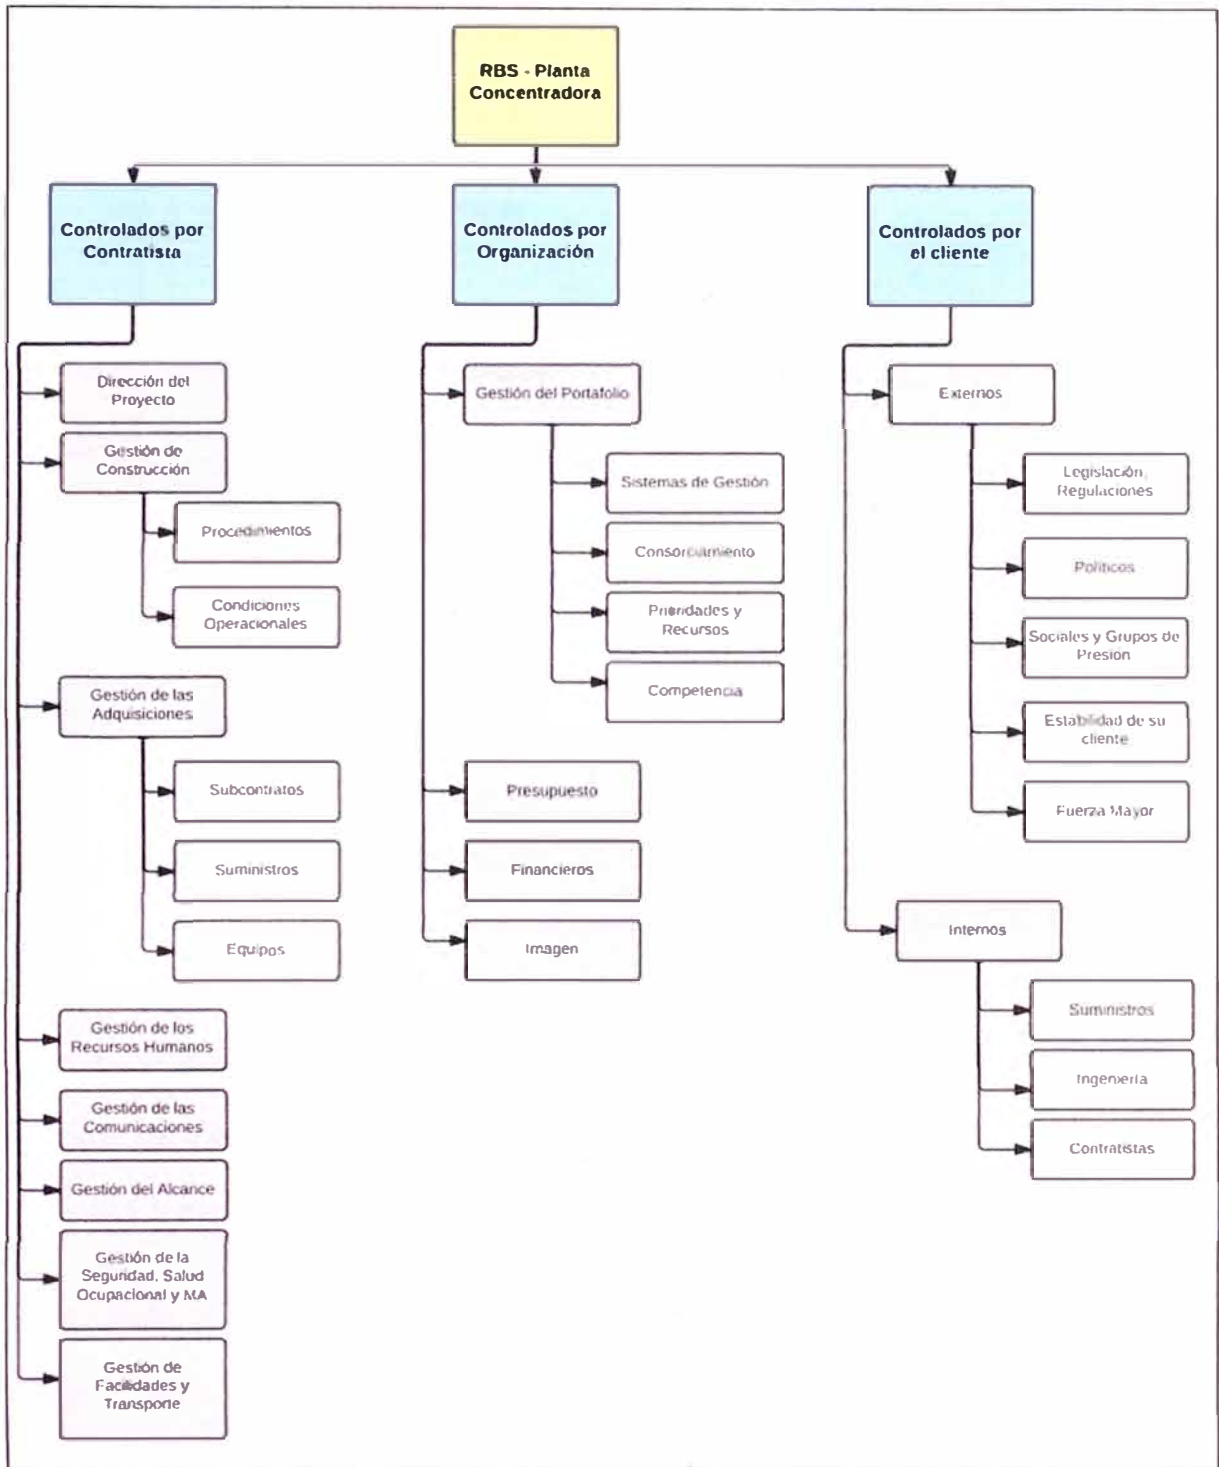 RBS - Planta
Concentradora
Controlados por
Contratista
Controlados por
Organización
Controlados por
el cliente
Dirección del
Proyecto
Gestión de
Construcción
Procedimientos
Condiciones
Operacionales
Gestión de las
Adquisiciones
Subcontratos
Suministros
Equipos
Gestión de los
Recursos Humanos
Gestión de las
Comunicaciones
Gestión del Alcance
Gestión de la
Seguridad, Salud
Ocupacional y MA
Gestión de
Facilidades y
Transporte
Gestión del Portafolio
Sistemas de Gestión
Consorciamiento
Prioridades y
Recursos
Competencia
Presupuesto
Financieros
Imagen
Externos
Legislación,
Regulaciones
Políticos
Sociales y Grupos de
Presión
Estabilidad de su
cliente
Fuerza Mayor
Internos
Suministros
Ingeniería
Contratistas